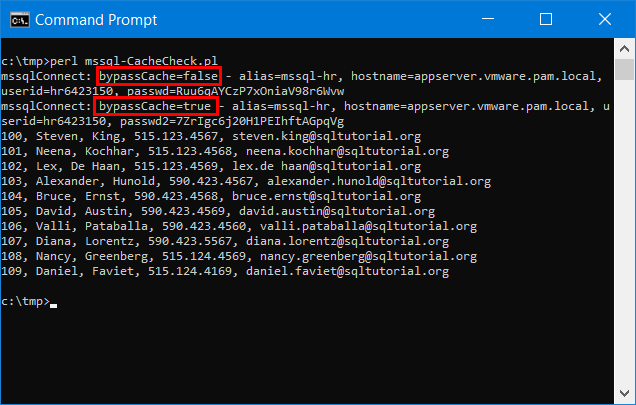 Command Prompt
c:\tmp>perl mssql-CacheCheck.pl
mssqlConnect: bypassCache=false - alias=mssql-hr, hostname=appserver.vmware.pam.local,
userid=hr6423150, passwd=Ruu6qAYCzP7xOniaV98r6Wvw
mssqlConnect: bypassCache=true - alias=mssql-hr, hostname=appserver.vmware.pam.local, u
serid=hr6423150, passwd2=7ZrIgc6j20H1PEIhftAGpqVg
100, Steven, King, 515.123.4567, steven.king@sqltutorial.org
101, Neena, Kochhar, 515.123.4568, neena.kochhar@sqltutorial.org
102, Lex, De Haan, 515.123.4569, lex.de haan@sqltutorial.org
103, Alexander, Hunold, 590.423.4567, alexander.hunold@sqltutorial.org
104, Bruce, Ernst, 590.423.4568, bruce.ernst@sqltutorial.org
105, David, Austin, 590.423.4569, david.austin@sqltutorial.org
106, Valli, Pataballa, 590.423.4560, valli.pataballa@sqltutorial.org
107, Diana, Lorentz, 590.423.5567, diana.lorentz@sqltutorial.org
108, Nancy, Greenberg, 515.124.4569, nancy.greenberg@sqltutorial.org
109, Daniel, Faviet, 515.124.4169, daniel.faviet@sqltutorial.org
c:\tmp>